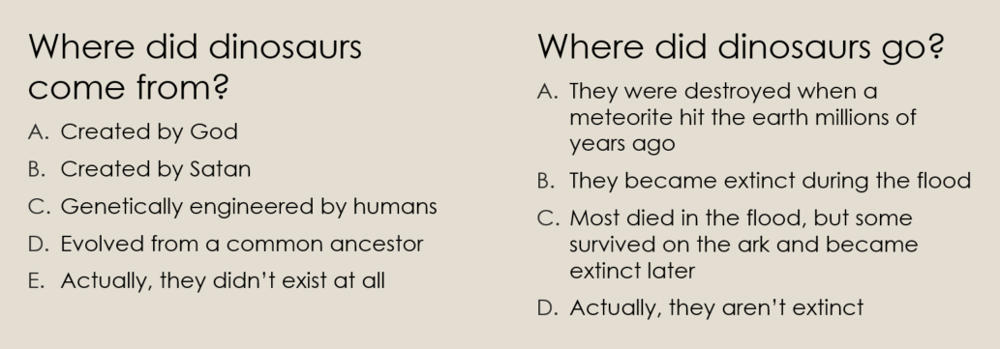 Where did dinosaurs
come from?
A. Created by God
B. Created by Satan
C. Genetically engineered by humans
D. Evolved from a common ancestor
E. Actually, they didn’t exist at all
Where did dinosaurs go?
A. They were destroyed when a
meteorite hit the earth millions of
years ago
B. They became extinct during the flood
C. Most died in the flood, but some
survived on the ark and became
extinct later
D. Actually, they aren’t extinct